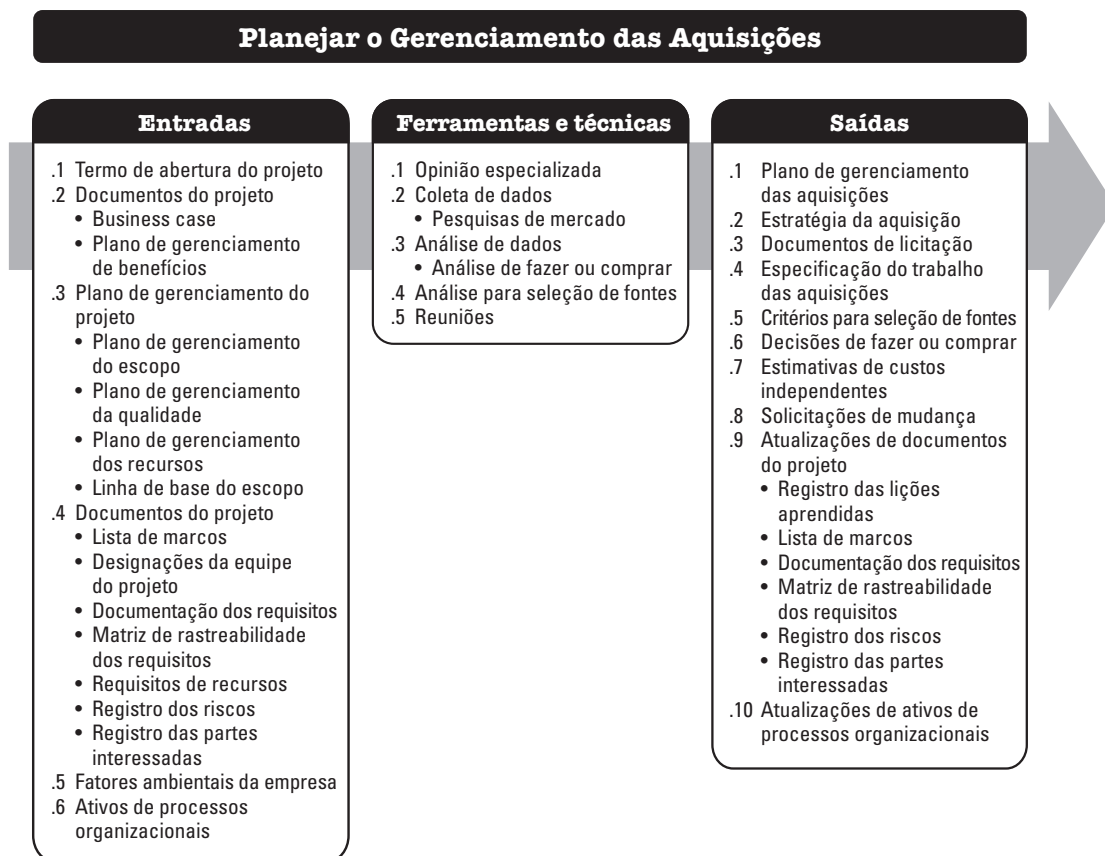 Planejar o Gerenciamento das Aquisições
Entradas
.1 Termo de abertura do projeto
.2 Documentos do projeto
• Business case
• Plano de gerenciamento
de benefícios
.3 Plano de gerenciamento do
projeto
• Plano de gerenciamento
do escopo
• Plano de gerenciamento
da qualidade
• Plano de gerenciamento
dos recursos
• Linha de base do escopo
.4 Documentos do projeto
• Lista de marcos
• Designações da equipe
do projeto
• Documentação dos requisitos
• Matriz de rastreabilidade
dos requisitos
• Requisitos de recursos
• Registro dos riscos
• Registro das partes
interessadas
.5 Fatores ambientais da empresa
.6 Ativos de processos
organizacionais
Ferramentas e técnicas
.1 Opinião especializada
.2 Coleta de dados
• Pesquisas de mercado
.3 Análise de dados
• Análise de fazer ou comprar
.4 Análise para seleção de fontes
.5 Reuniões
Saídas
.1 Plano de gerenciamento
das aquisições
.2 Estratégia da aquisição
.3 Documentos de licitação
.4 Especificação do trabalho
das aquisições
.5 Critérios para seleção de fontes
.6 Decisões de fazer ou comprar
.7 Estimativas de custos
independentes
.8 Solicitações de mudança
.9 Atualizações de documentos
do projeto
• Registro das lições
aprendidas
• Lista de marcos
• Documentação dos requisitos
• Matriz de rastreabilidade
dos requisitos
• Registro dos riscos
• Registro das partes
interessadas
.10 Atualizações de ativos de
processos organizacionais